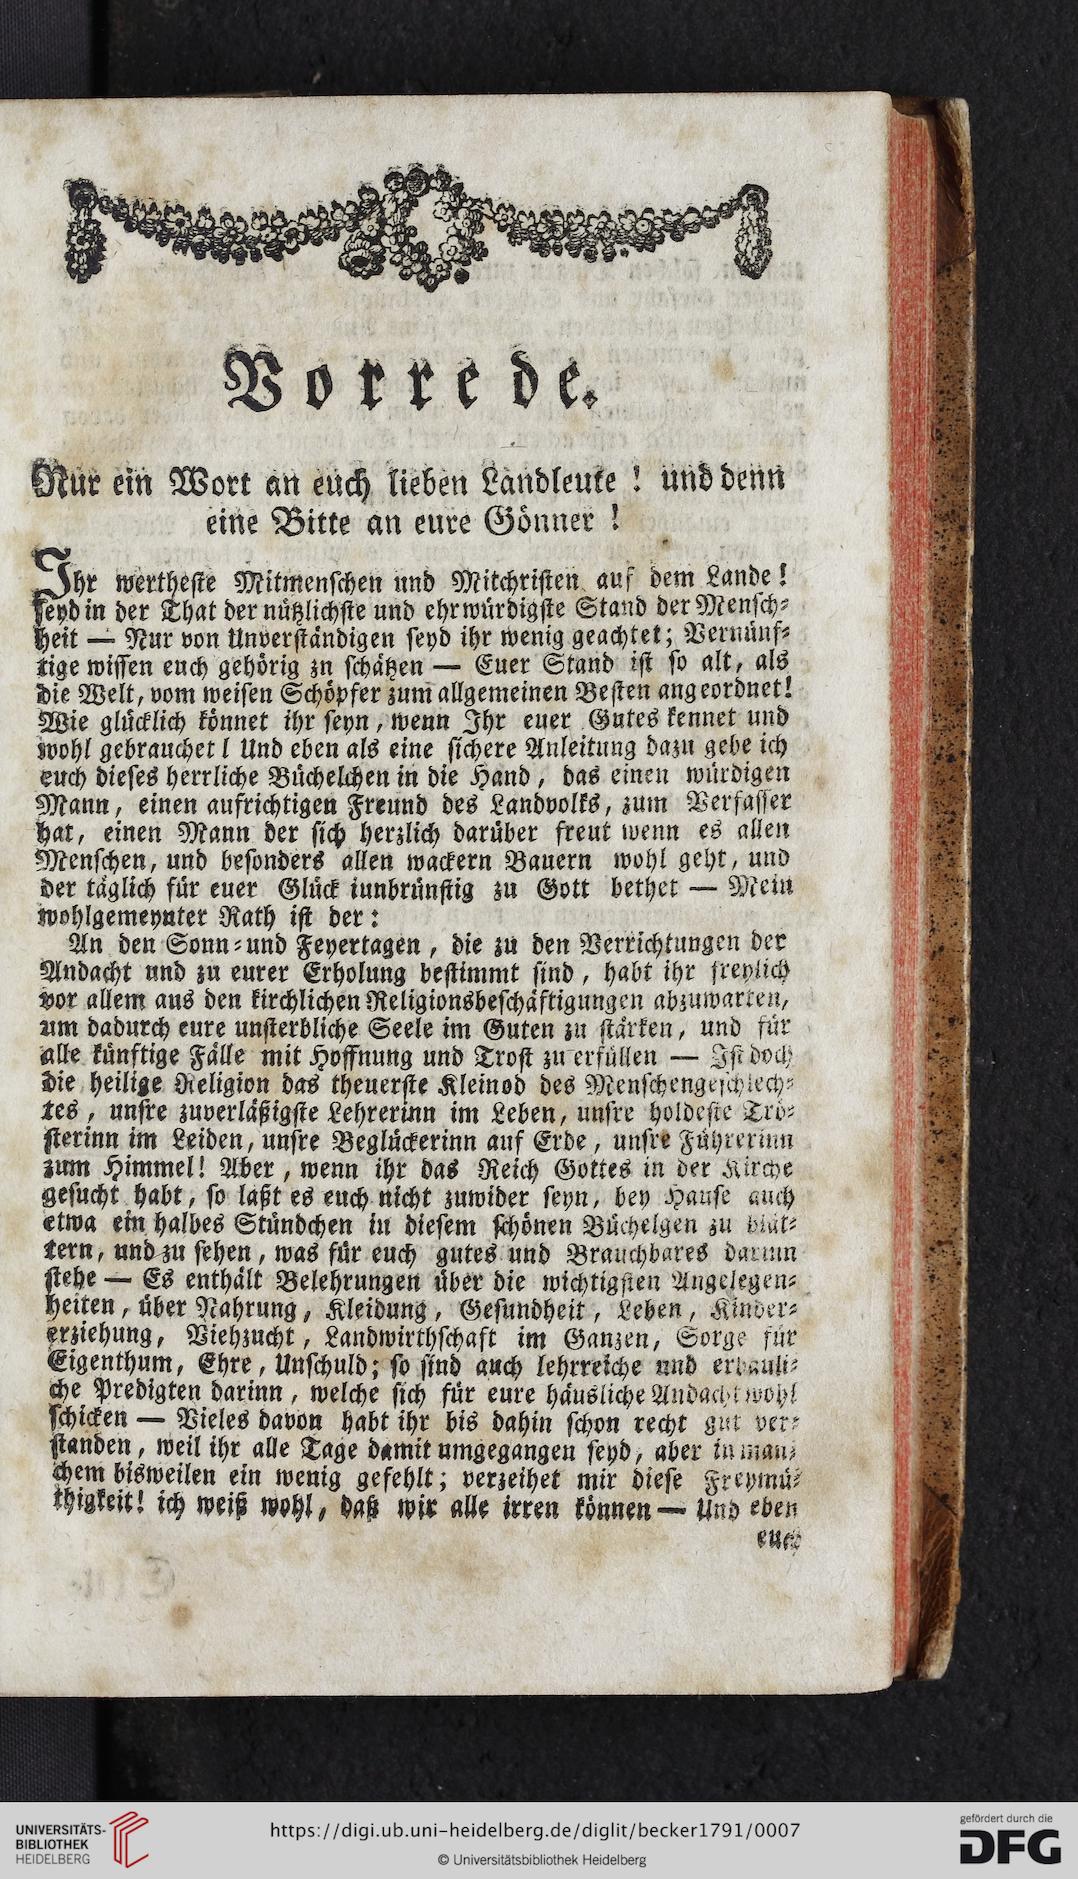 Vorrede.
Nur ein Wort an euch lieben Landleute ! und denn
eine Bitte an eure Gönner !
Ihr wertheste Mitmenschen und Mitchristen auf dem Lande!
seyd in der That der nützlichste und ehrwürdigste Stand der Mensch-
heit — Nur von Unverständigen seyd ihr wenig geachtet; Vernünf-
tige wissen euch gehörig zu schätzen — Euer Stand ist so alt, als
die Welt, vom weisen Schöpfer zum allgemeinen Besten angeordnet!
Wie glücklich könnet ihr seyn, wenn Ihr euer Gutes kennet und
wohl gebrauchet! Und eben als eine sichere Anleitung dazu gebe ich
euch dieses herrliche Büchelchen in die Hand, das einen würdigen
Mann, einen aufrichtigen Freund des Landvolks, zum Verfasser
hat, einen Mann der sich herzlich darüber freut wenn es allen
Menschen, und besonders allen wackern Bauern wohl geht, und
der täglich für euer Glück innbrünstig zu Gott bethet — Mein
wohlgemeynter Rath ist der:
An den Sonn- und Feyertagen, die zu den Verrichtungen der
Andacht und zu eurer Erholung bestimmt sind, habt ihr freylich
vor allem aus den kirchlichen Religionsbeschäftigungen abzuwarten,
um dadurch eure unsterbliche Seele im Guten zu stärken, und für
alle künftige Fälle mit Hoffnung und Trost zu erfüllen — Ist doch
die heilige Religion das theuerste Kleinod des Menschengeschlech-
tes, unsre zuverläßigste Lehrerinn im Leben, unsre holdeste Trö-
sterinn im Leiden, unsre Beglückerinn auf Erde, unsre Führerinn
zum Himmel! Aber, wenn ihr das Reich Gottes in der Kirche
gesucht habt, so laßt es euch nicht zuwider seyn, bey Hause auch
etwa ein halbes Stündchen in diesem schönen Büchelgen zu blät-
tern, und zu sehen, was für euch gutes und Brauchbares darinn
stehe — Es enthält Belehrungen über die wichtigsten Angelegen-
heiten, über Nahrung, Kleidung, Gesundheit, Leben, Kinder-
erziehung, Viehzucht, Landwirthschaft im Ganzen, Sorge für
Eigenthum, Ehre, Unschuld; so sind auch lehrreiche und erbauli-
che Predigten darinn, welche sich für eure häusliche Andacht wohl
schicken — Vieles davon habt ihr bis dahin schon recht gut ver-
standen, weil ihr alle Tage damit umgegangen seyd, aber in man-
chem bisweilen ein wenig gefehlt; verzeihet mir diese Freymü-
thigkeit! ich weiß wohl, daß wir alle irren können — Und eben
euch
UNIVERSITÄTS-
BIBLIOTHEK
HEIDELBERG
https://digi.ub.uni-heidelberg.de/diglit/becker1791/0007
© Universitätsbibliothek Heidelberg
gefördert durch die
DFG